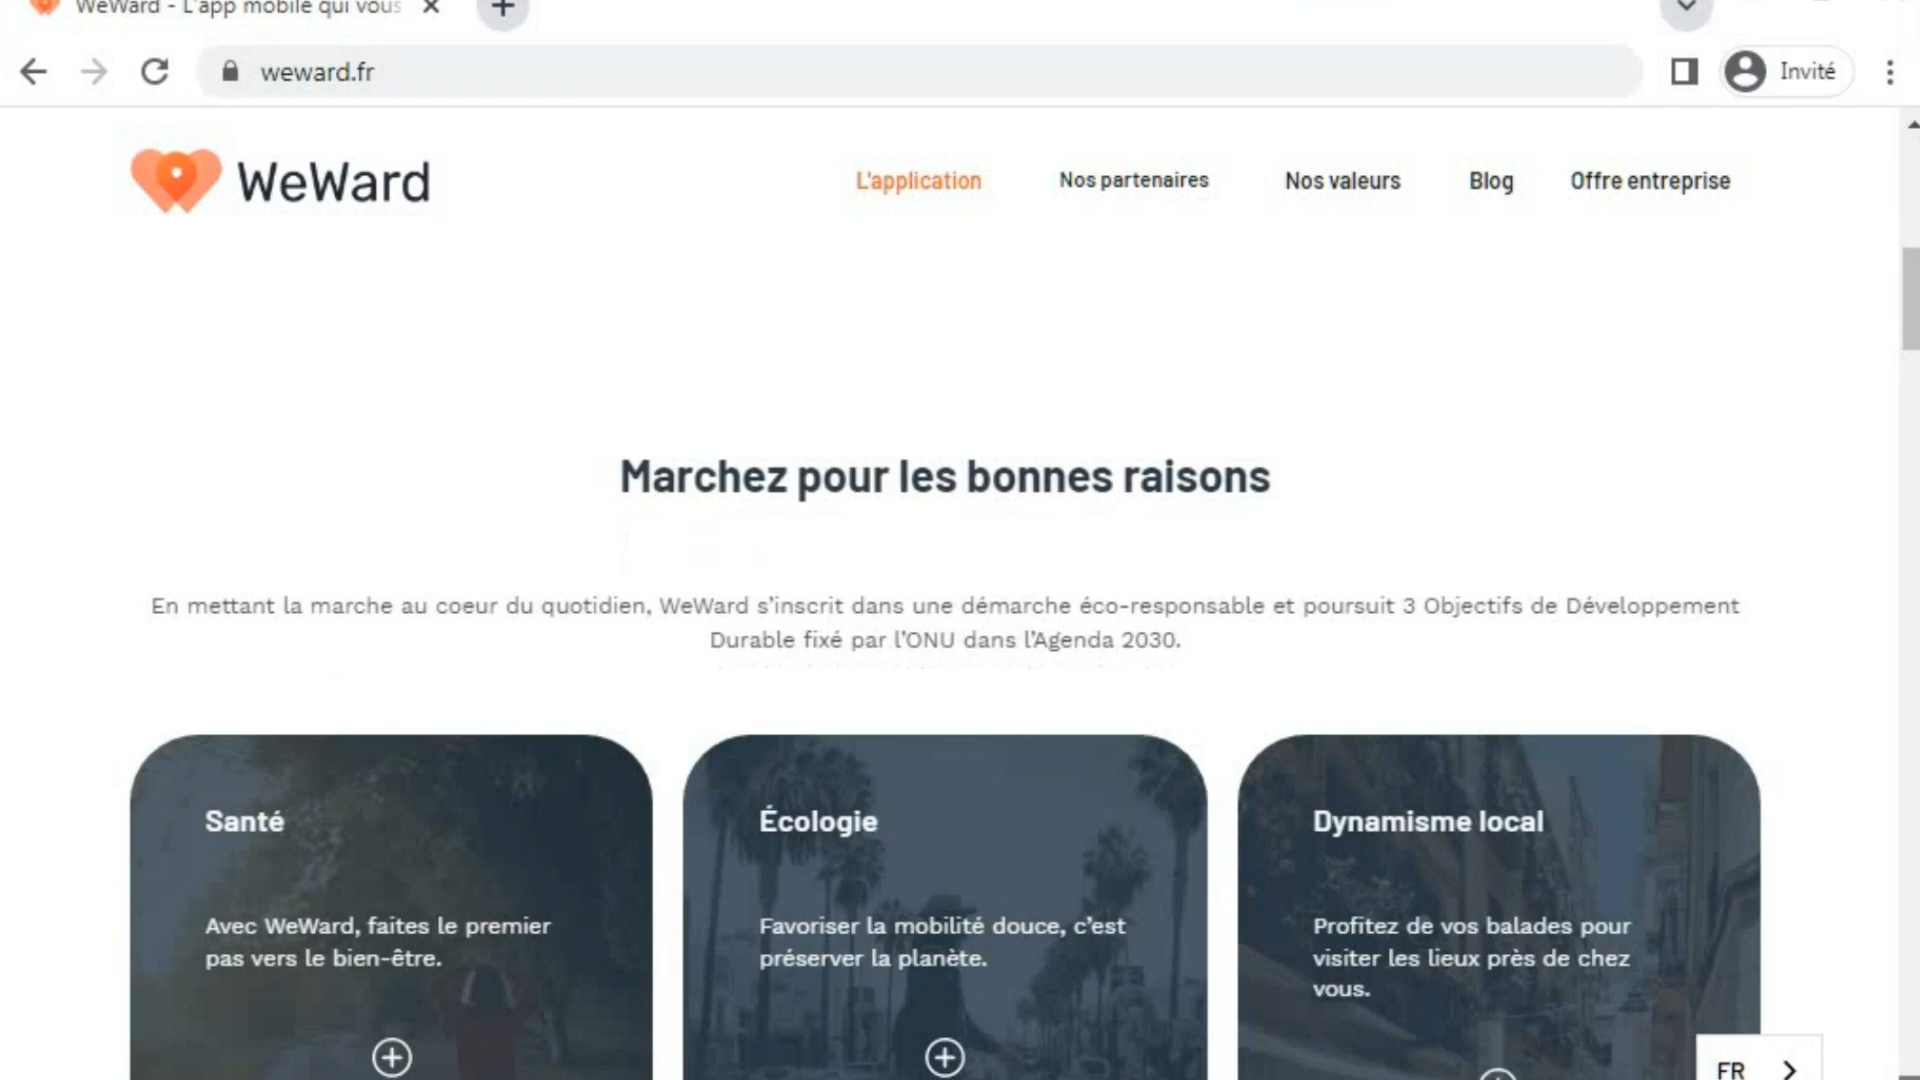 WeWard - L'app mobile qui vous
weward.fr
Invité
WeWard
L'application
Nos partenaires
Nos valeurs
Blog
Offre entreprise
Marchez pour les bonnes raisons
En mettant la marche au coeur du quotidien, WeWard s'inscrit dans une démarche éco-responsable et poursuit 3 Objectifs de Développement
Durable fixé par l'ONU dans l'Agenda 2030.
Santé
Avec WeWard, faites le premier
pas vers le bien-être.
Écologie
Favoriser la mobilité douce, c'est
préserver la planète.
Dynamisme local
Profitez de vos balades pour
visiter les lieux près de chez
vous.
FR